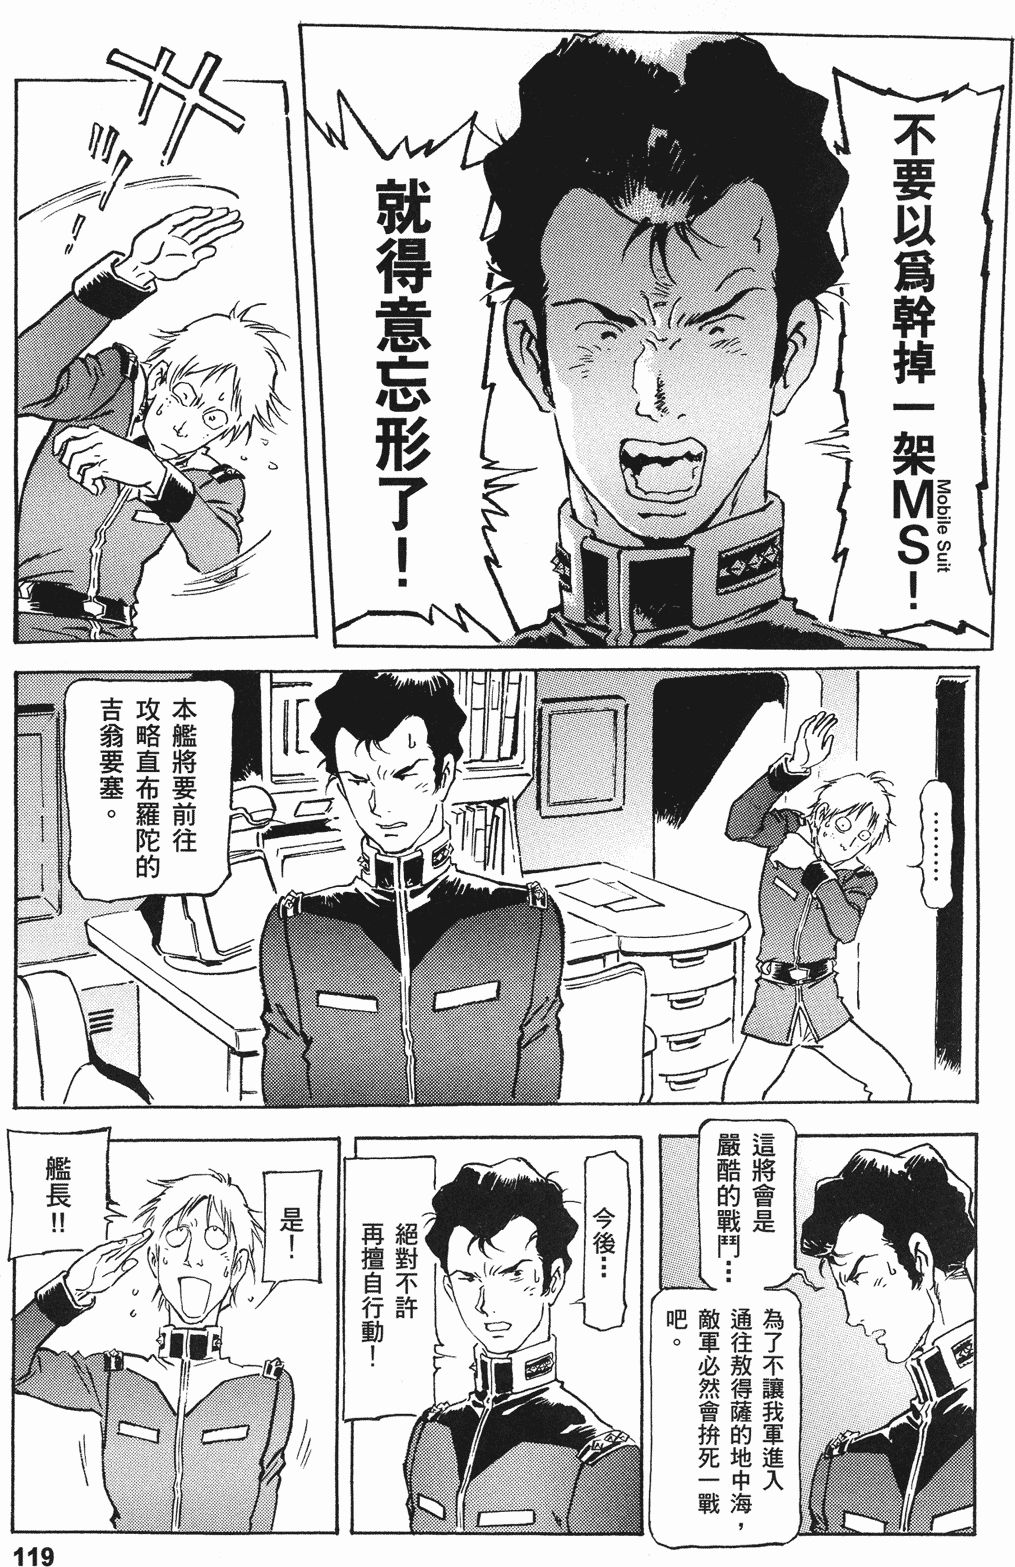 不要以爲幹掉一架MS！
Mobile Suit
就得意忘形了！
………
本艦將要前往
攻略直布羅陀的
吉翁要塞。
這將會是
嚴酷的戰鬥…
為了不讓我軍進入
通往敖得薩的地中海，
敵軍必然會拚死一戰
吧。
今後…
絕對不許
再擅自行動！
是！
艦長!!
119